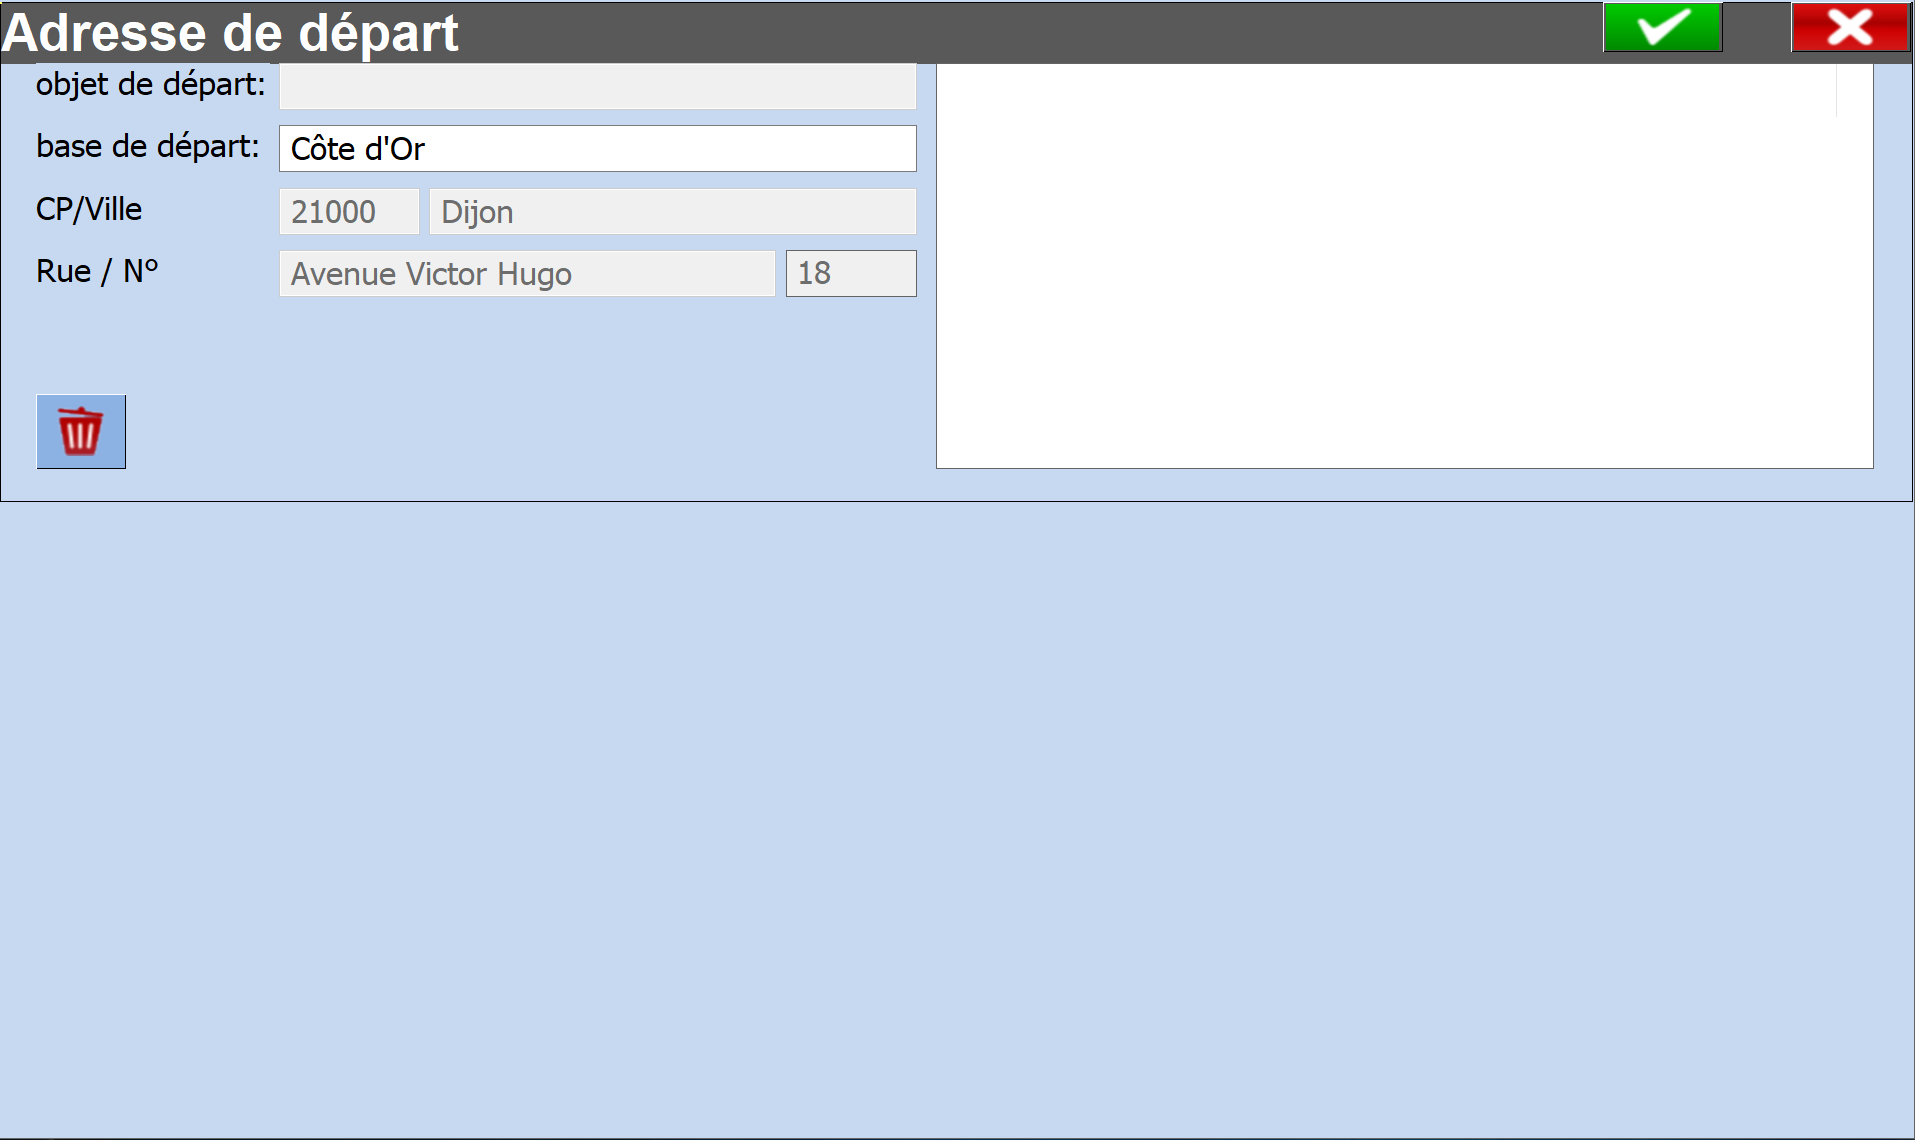 Adresse de départ
objet de départ:
base de départ: Côte d'Or
CP/Ville 21000 Dijon
Rue / N° Avenue Victor Hugo 18